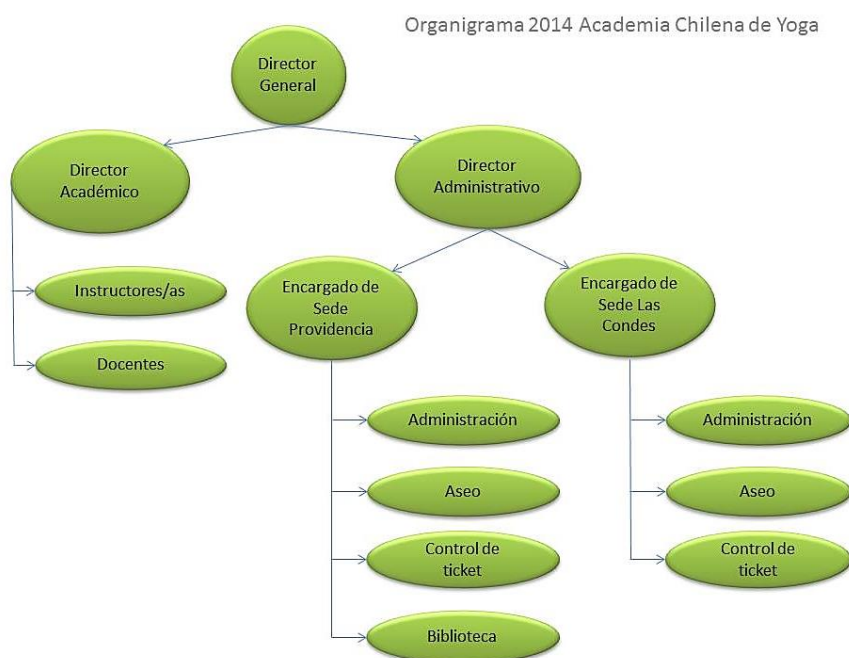 Organigrama 2014 Academia Chilena de Yoga
Director
General
Director
Académico
Director
Administrativo
Instructores/as
Docentes
Encargado de
Sede
Providencia
Encargado de
Sede Las
Condes
Administración
Aseo
Control de
ticket
Biblioteca
Administración
Aseo
Control de
ticket